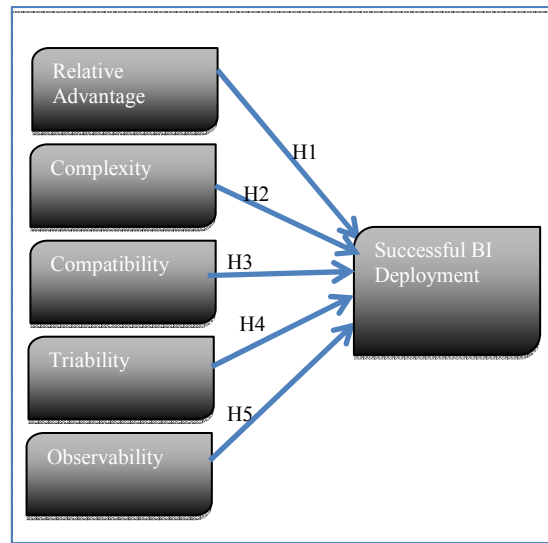 Relative
Advantage
H1
Complexity
H2
Successful BI
Deployment
Compatibility
H3
H4
Triability
H5
Observability